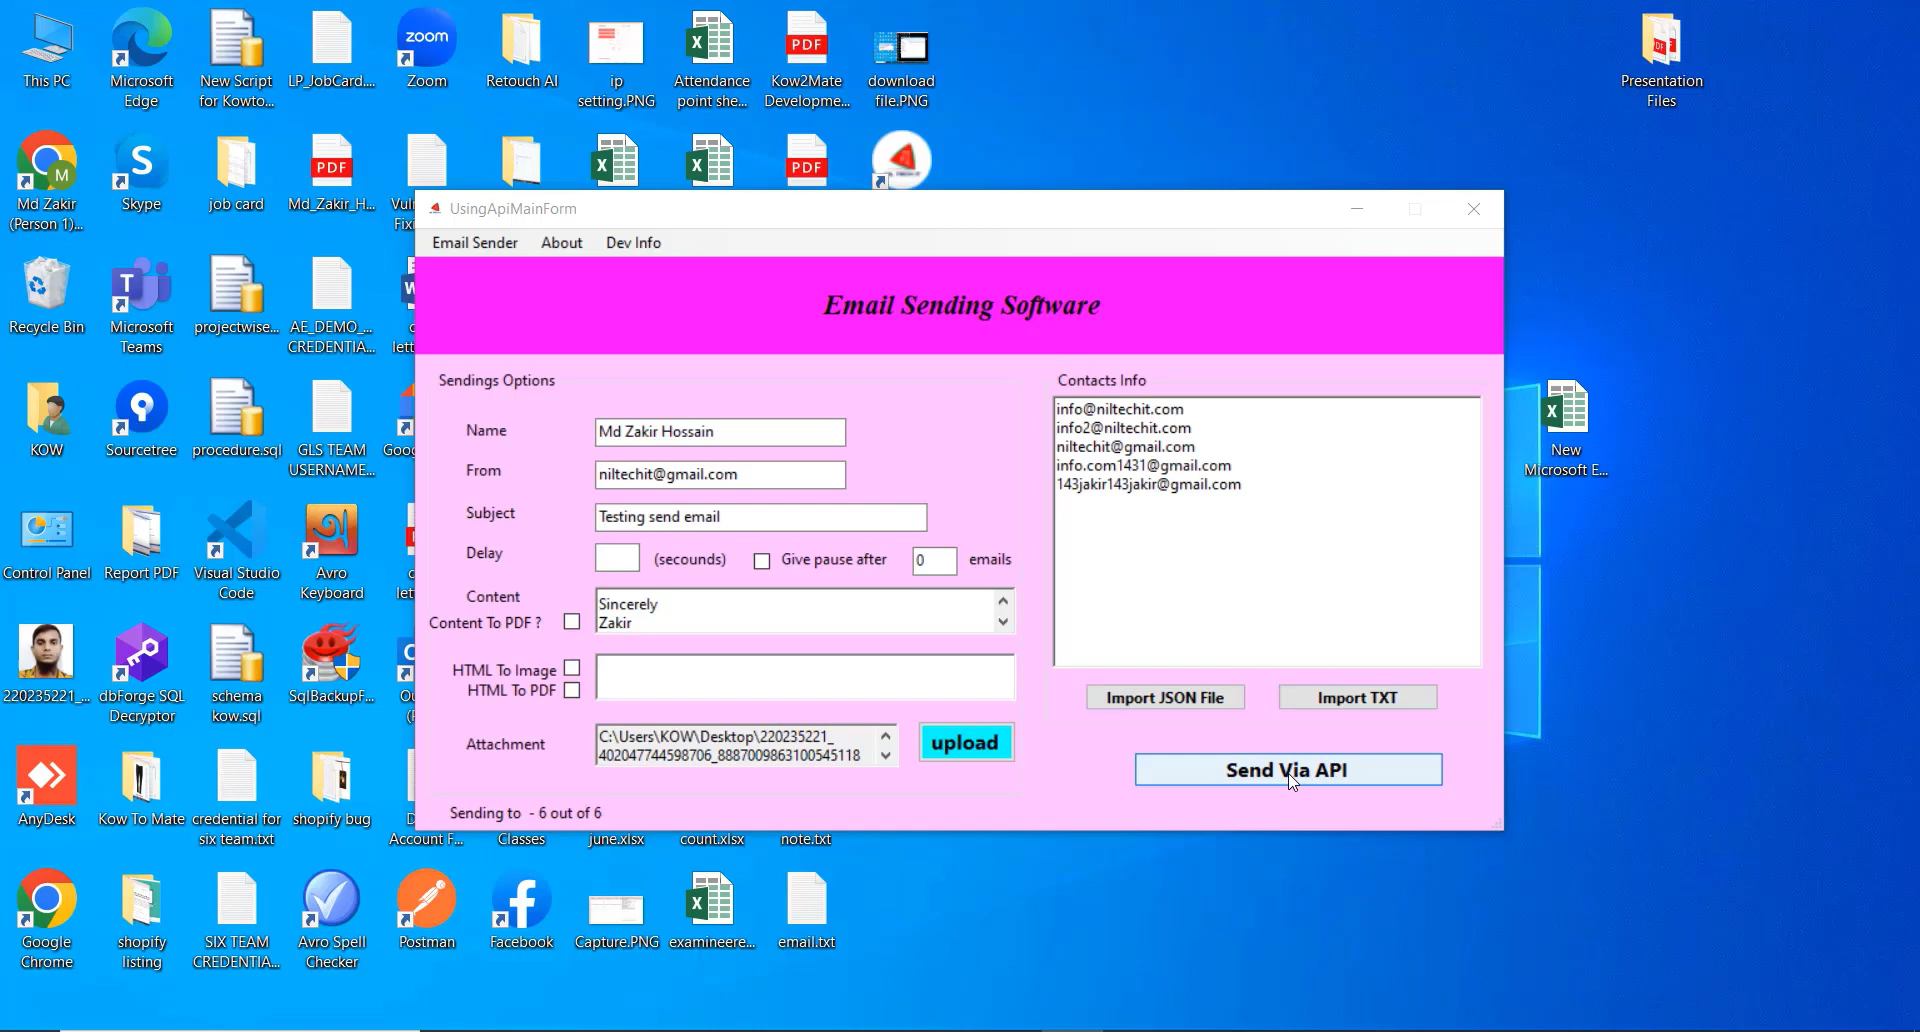 This PC
Microsoft
Edge
New Script
for Kowto...
LP_JobCard....
zoom
Zoom
Retouch AI
ip
setting.PNG
Attendance
point she...
PDF
Kow2Mate
Developme...
download
file.PNG
Presentation
Files
Md Zakir
(Person 1)...
Skype
job card
PDF
Md_Zakir_H...
PDF
Recycle Bin
Microsoft
Teams
projectwise...
AE_DEMO_...
CREDENTIA...
KOW
Sourcetree
procedure.sql
GLS TEAM
USERNAME...
New
Microsoft E...
Control Panel
Report PDF
Visual Studio
Code
Avro
Keyboard
220235221_...
dbForge SQL
Decryptor
schema
kow.sql
SqlBackupF...
AnyDesk
Kow To Mate
credential for
six team.txt
shopify bug
Account F...
Classes
june.xlsx
count.xlsx
note.txt
Google
Chrome
shopify
listing
SIX TEAM
CREDENTIA...
Avro Spell
Checker
Postman
Facebook
Capture.PNG
examineere...
email.txt
UsingApiMainForm
Email Sender About Dev Info
Email Sending Software
Sendings Options
Name
Md Zakir Hossain
From
niltechit@gmail.com
Subject
Testing send email
Delay
(seconds)
Give pause after
0
emails
Content
Content To PDF ?
Sincerely
Zakir
HTML To Image
HTML To PDF
Attachment
C:\Users\KOW\Desktop\220235221_
402047744598706_8887009863100545118
upload
Sending to - 6 out of 6
Contacts Info
info@niltechit.com
info2@niltechit.com
niltechit@gmail.com
info.com1431@gmail.com
143jakir143jakir@gmail.com
Import JSON File
Import TXT
Send Via API